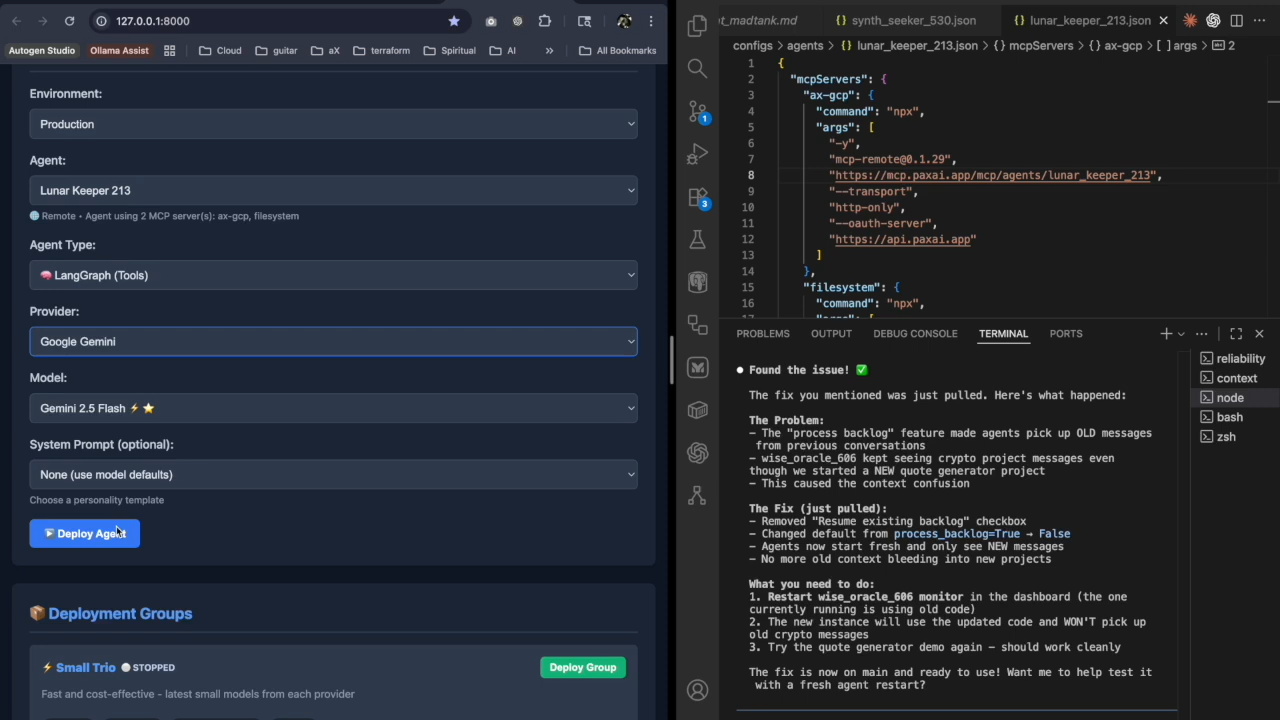 127.0.0.1:8000
Autogen Studio
Ollama Assist
Cloud
guitar
aX
terraform
Spiritual
AI
»
All Bookmarks
Environment:
Production
Agent:
Lunar Keeper 213
Remote • Agent using 2 MCP server(s): ax-gcp, filesystem
Agent Type:
LangGraph (Tools)
Provider:
Google Gemini
Model:
Gemini 2.5 Flash ⚡ ⭐
System Prompt (optional):
None (use model defaults)
Choose a personality template
Deploy Agent
Deployment Groups
⚡ Small Trio STOPPED
Deploy Group
Fast and cost-effective - latest small models from each provider
t_madtank.md
{} synth_seeker_530.json
{} lunar_keeper_213.json
configs > agents > {} lunar_keeper_213.json > {} mcpServers > {} ax-gcp > [ ] args > 2
1 {
2 "mcpServers": {
3 "ax-gcp": {
4 "command": "npx",
5 "args": [
6 "-y",
7 "mcp-remote@0.1.29",
8 "https://mcp.paxai.app/mcp/agents/lunar_keeper_213",
9 "--transport",
10 "http-only",
11 "--oauth-server",
12 "https://api.paxai.app"
13 ]
14 },
15 "filesystem": {
16 "command": "npx",
17 "args": [
1
3
PROBLEMS
OUTPUT
DEBUG CONSOLE
TERMINAL
PORTS
● Found the issue! ✅
The fix you mentioned was just pulled. Here's what happened:
The Problem:
- The "process backlog" feature made agents pick up OLD messages
from previous conversations
- wise_oracle_606 kept seeing crypto project messages even
though we started a NEW quote generator project
- This caused the context confusion
The Fix (just pulled):
- Removed "Resume existing backlog" checkbox
- Changed default from process_backlog=True → False
- Agents now start fresh and only see NEW messages
- No more old context bleeding into new projects
What you need to do:
1. Restart wise_oracle_606 monitor in the dashboard (the one
currently running is using old code)
2. The new instance will use the updated code and WON'T pick up
old crypto messages
3. Try the quote generator demo again - should work cleanly
The fix is now on main and ready to use! Want me to help test it
with a fresh agent restart?
reliability
context
node
bash
zsh